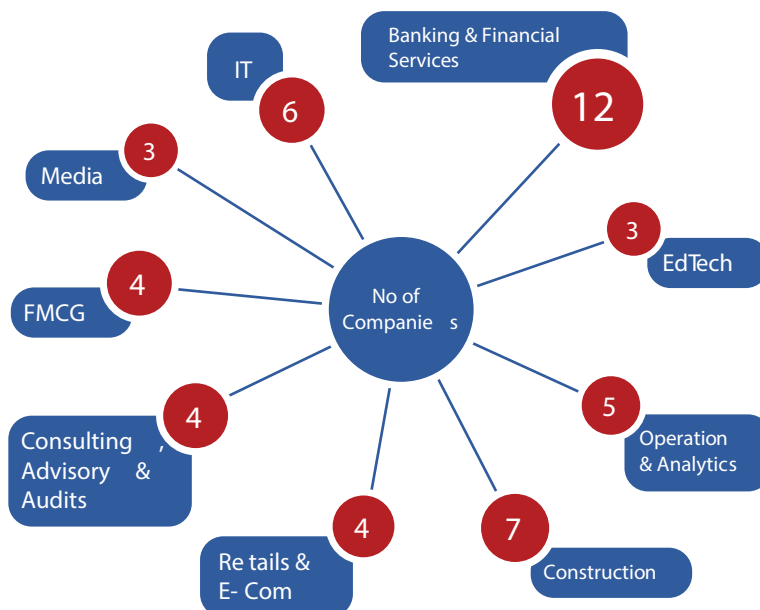 Banking & Financial
Services
12
IT
6
3
Media
3
EdTech
4
FMCG
No of
Companie s
4
Consulting ,
Advisory &
Audits
5
Operation
& Analytics
4
Re tails &
E- Com
7
Construction